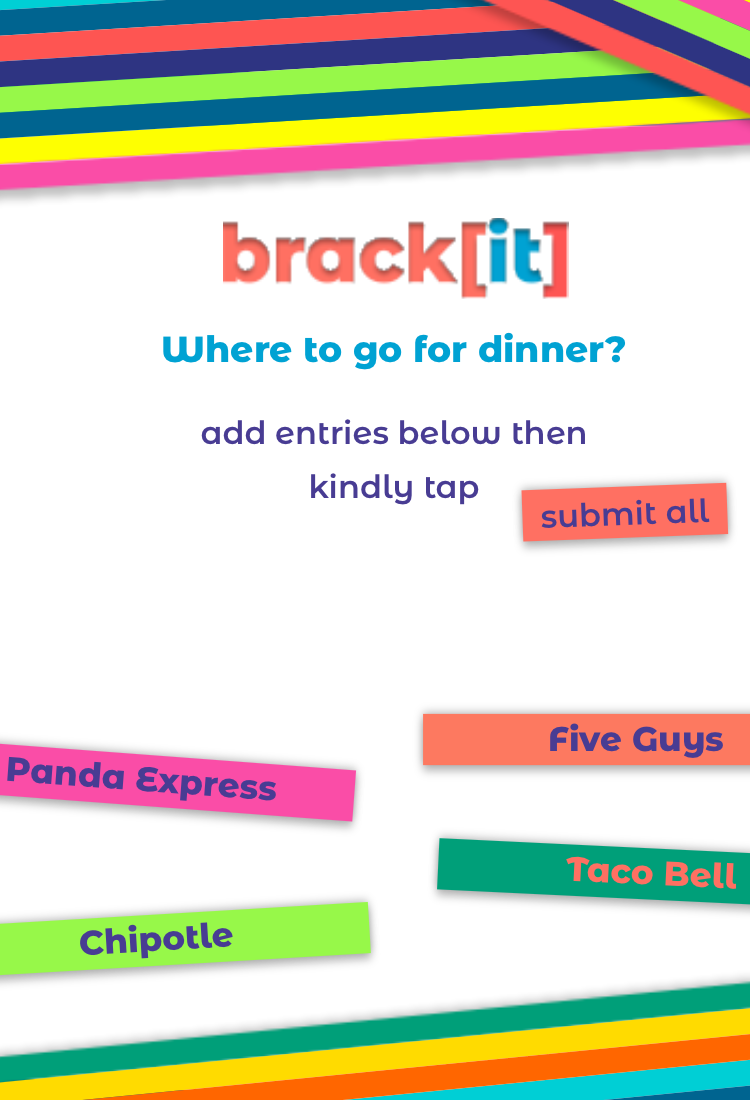 brack[it]
Where to go for dinner?
add entries below then
kindly tap
submit all
Five Guys
Panda Express
Taco Bell
Chipotle